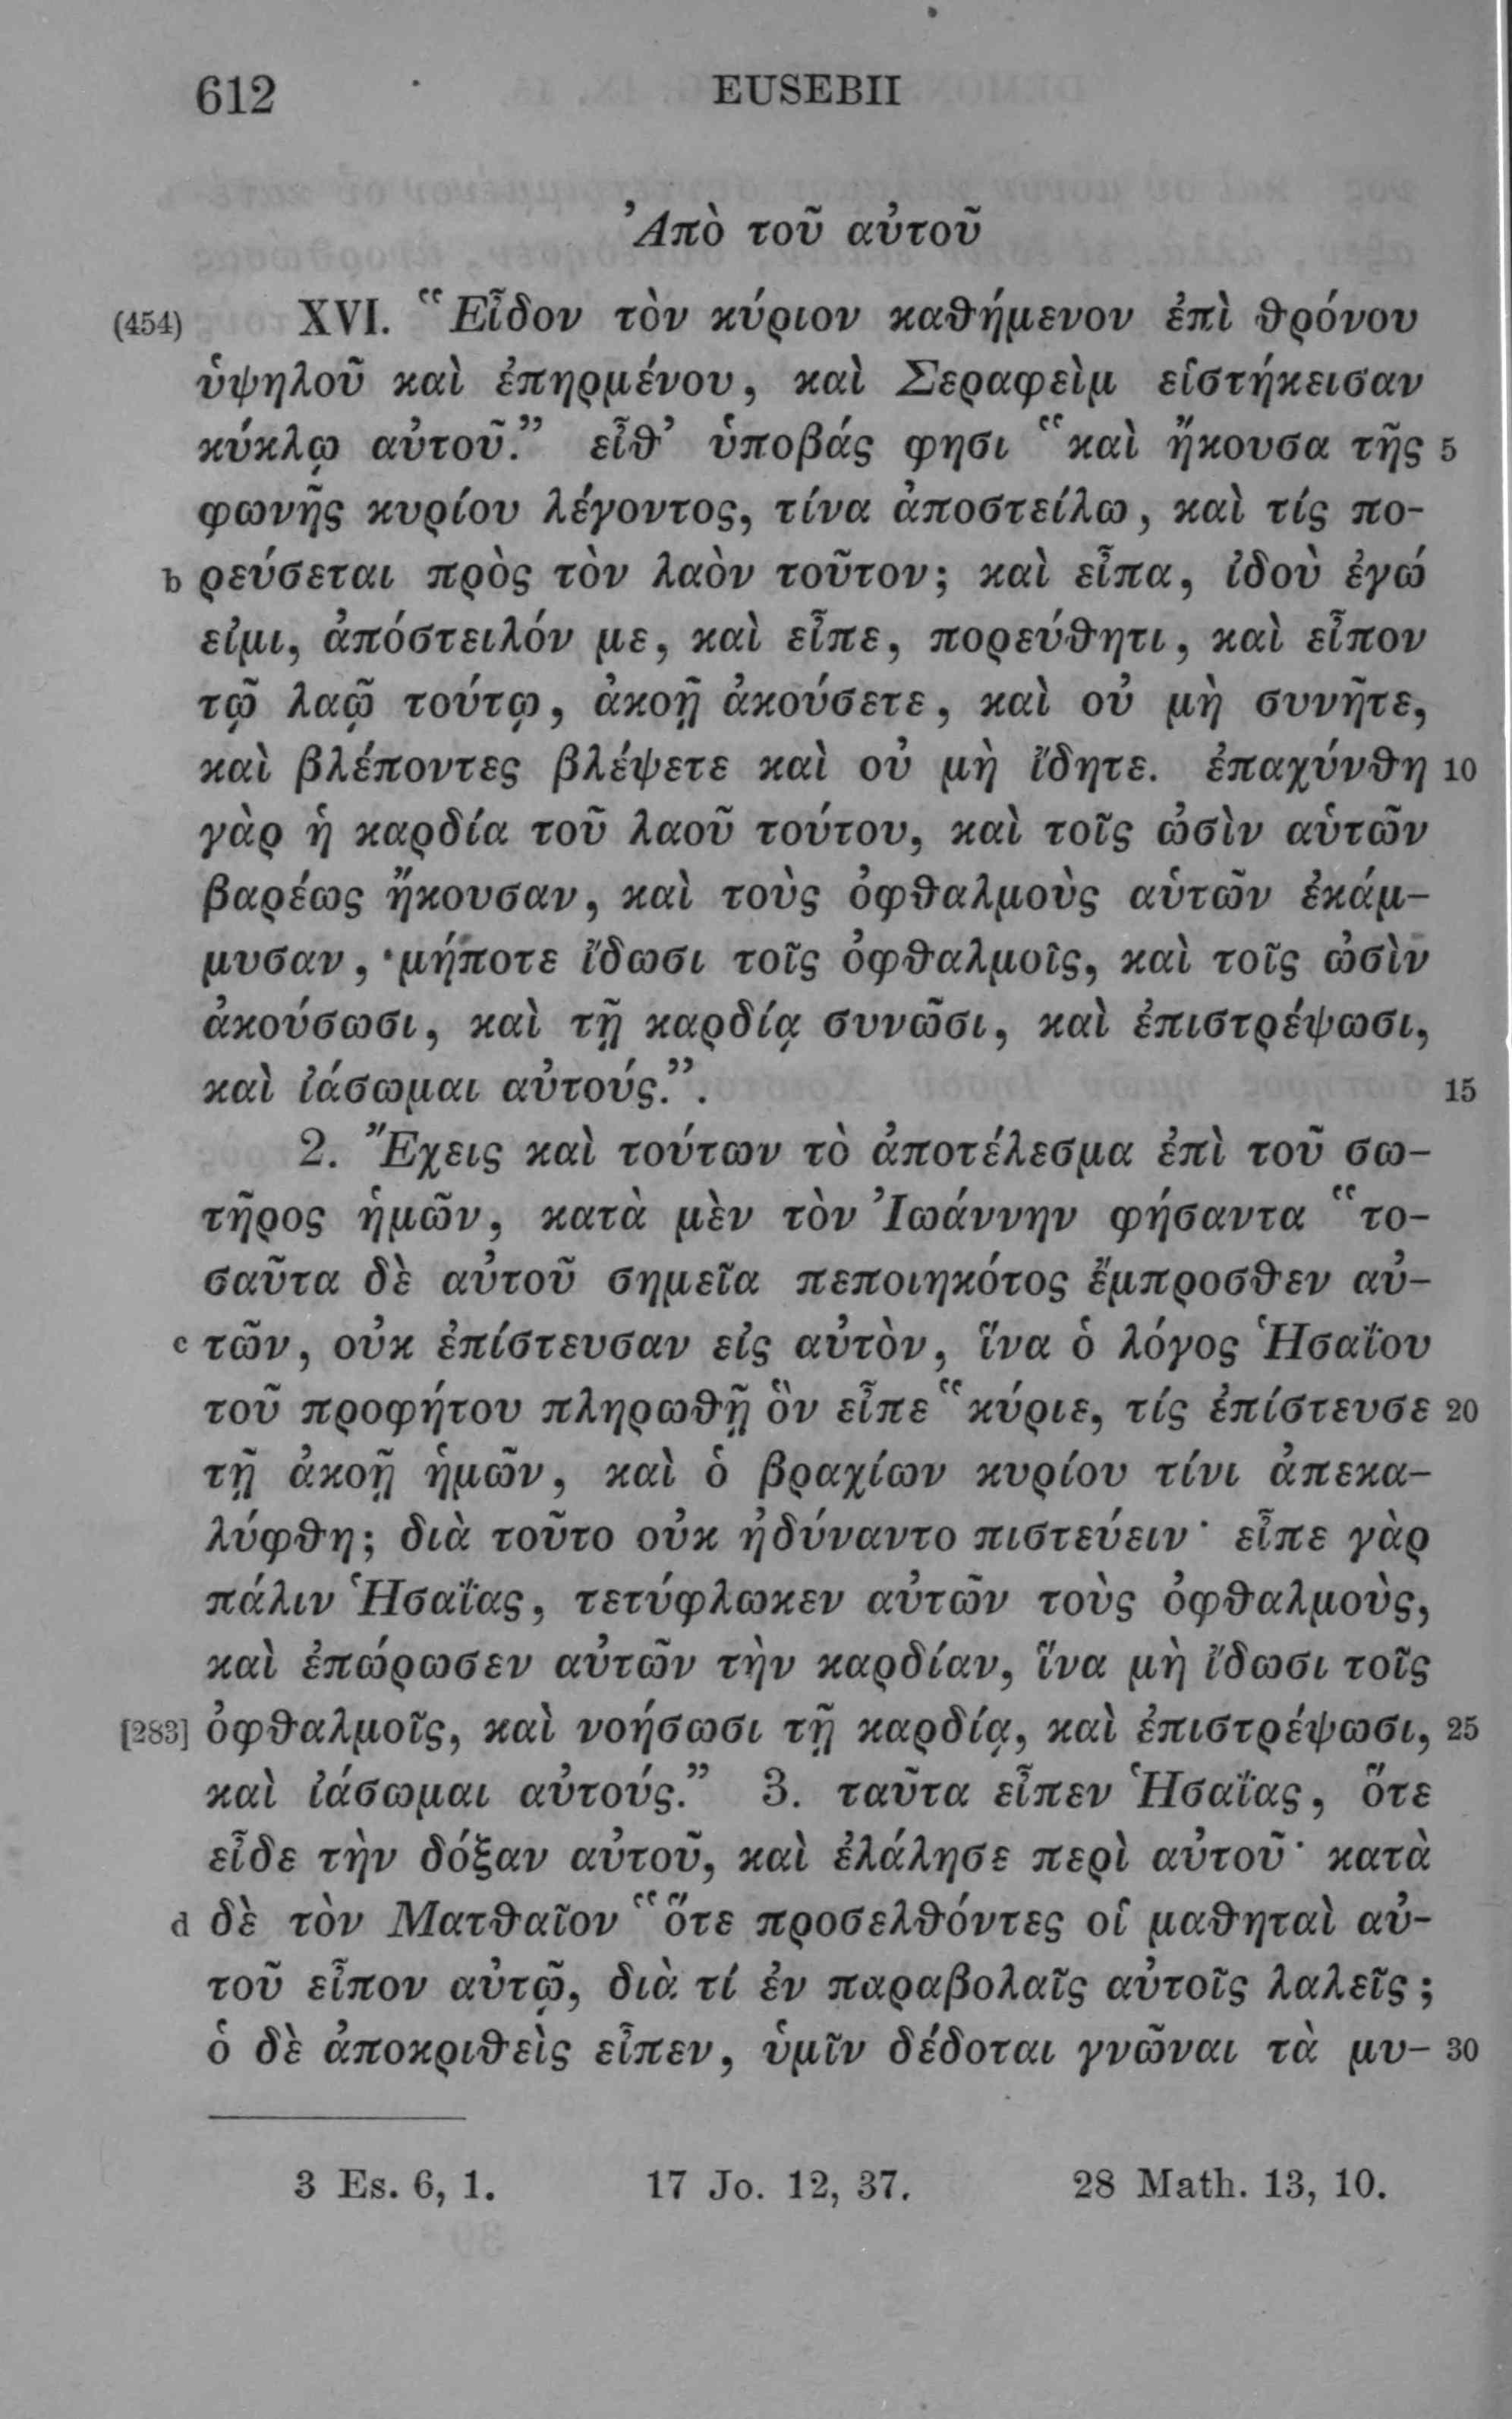 612 EUSEBII
Ἀπὸ τοῦ αὐτοῦ
(454) XVI. “Εἶδον τὸν κύριον καθήμενον ἐπὶ θρόνου
ὑψηλοῦ καὶ ἐπηρμένου, καὶ Σεραφεὶμ εἱστήκεισαν
κύκλῳ αὐτοῦ.” εἶθ’ ὑποβάς φησι “καὶ ἤκουσα τῆς 5
φωνῆς κυρίου λέγοντος, τίνα ἀποστείλω, καὶ τίς πο-
b ρεύσεται πρὸς τὸν λαὸν τοῦτον; καὶ εἶπα, ἰδοὺ ἐγώ
εἰμι, ἀπόστειλόν με, καὶ εἶπε, πορεύθητι, καὶ εἶπον
τῷ λαῷ τούτῳ, ἀκοῇ ἀκούσετε, καὶ οὐ μὴ συνῆτε,
καὶ βλέποντες βλέψετε καὶ οὐ μὴ ἴδητε. ἐπαχύνθη 10
γὰρ ἡ καρδία τοῦ λαοῦ τούτου, καὶ τοῖς ὠσὶν αὑτῶν
βαρέως ἤκουσαν, καὶ τοὺς ὀφθαλμοὺς αὑτῶν ἐκάμ-
μυσαν, μήποτε ἴδωσι τοῖς ὀφθαλμοῖς, καὶ τοῖς ὠσὶν
ἀκούσωσι, καὶ τῇ καρδίᾳ συνῶσι, καὶ ἐπιστρέψωσι,
καὶ ἰάσωμαι αὐτούς.”. 15
2. Ἔχεις καὶ τούτων τὸ ἀποτέλεσμα ἐπὶ τοῦ σω-
τῆρος ἡμῶν, κατὰ μὲν τὸν Ἰωάννην φήσαντα “το-
σαῦτα δὲ αὐτοῦ σημεῖα πεποιηκότος ἔμπροσθεν αὐ-
c τῶν, οὐκ ἐπίστευσαν εἰς αὐτὸν, ἵνα ὁ λόγος Ἡσαΐου
τοῦ προφήτου πληρωθῇ ὃν εἶπε “κύριε, τίς ἐπίστευσε 20
τῇ ἀκοῇ ἡμῶν, καὶ ὁ βραχίων κυρίου τίνι ἀπεκα-
λύφθη; διὰ τοῦτο οὐκ ἠδύναντο πιστεύειν· εἶπε γὰρ
πάλιν Ἡσαΐας, τετύφλωκεν αὐτῶν τοὺς ὀφθαλμοὺς,
καὶ ἐπώρωσεν αὐτῶν τὴν καρδίαν, ἵνα μὴ ἴδωσι τοῖς
[283] ὀφθαλμοῖς, καὶ νοήσωσι τῇ καρδίᾳ, καὶ ἐπιστρέψωσι, 25
καὶ ἰάσωμαι αὐτούς.” 3. ταῦτα εἶπεν Ἡσαΐας, ὅτε
εἶδε τὴν δόξαν αὐτοῦ, καὶ ἐλάλησε περὶ αὐτοῦ· κατὰ
d δὲ τὸν Ματθαῖον “ὅτε προσελθόντες οἱ μαθηταὶ αὐ-
τοῦ εἶπον αὐτῷ, διὰ τί ἐν παραβολαῖς αὐτοῖς λαλεῖς;
ὁ δὲ ἀποκριθεὶς εἶπεν, ὑμῖν δέδοται γνῶναι τὰ μυ- 30
3 Es. 6, 1. 17 Jo. 12, 37. 28 Math. 13, 10.